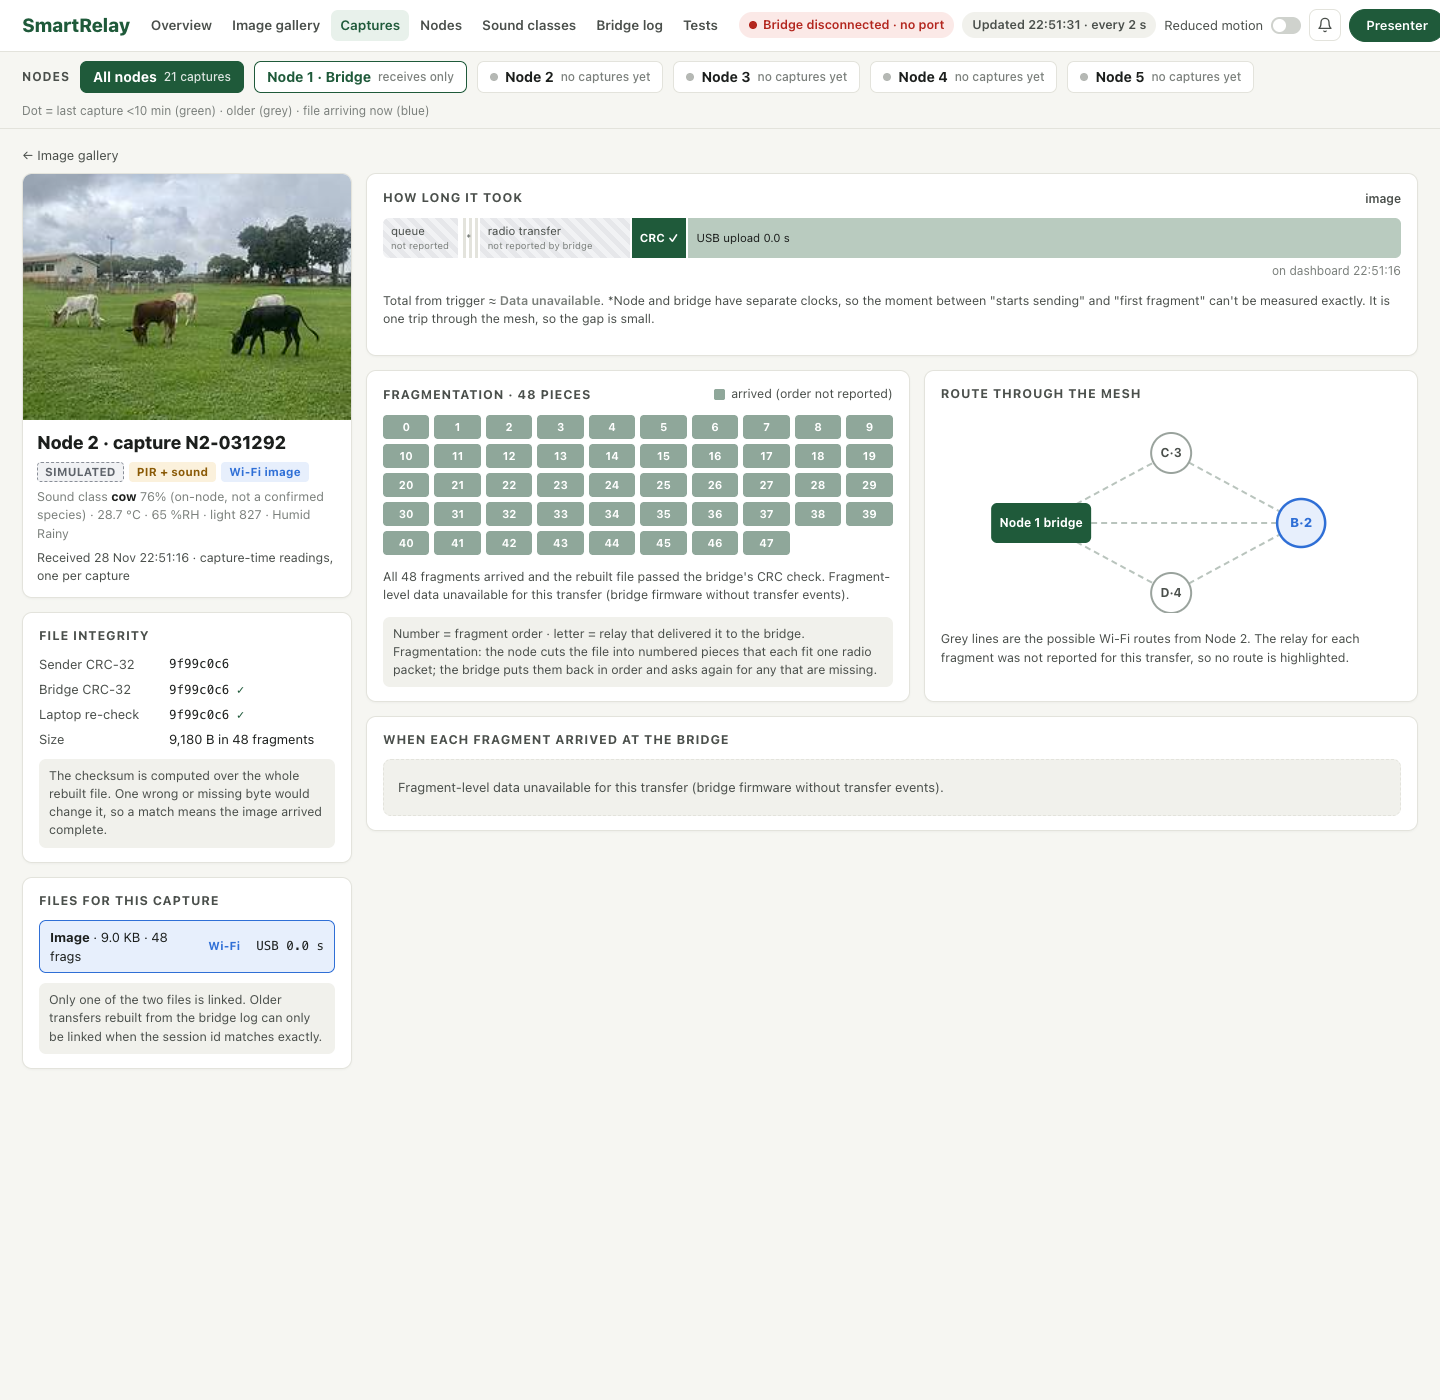 SmartRelay Overview Image gallery Captures Nodes Sound classes Bridge log Tests Bridge disconnected · no port Updated 22:51:31 · every 2 s Reduced motion Presenter
NODES All nodes 21 captures Node 1 · Bridge receives only Node 2 no captures yet Node 3 no captures yet Node 4 no captures yet Node 5 no captures yet
Dot = last capture <10 min (green) · older (grey) · file arriving now (blue)
← Image gallery
Node 2 · capture N2-031292
SIMULATED PIR + sound Wi-Fi image
Sound class cow 76% (on-node, not a confirmed
species) · 28.7 °C · 65 %RH · light 827 · Humid
Rainy
Received 28 Nov 22:51:16 · capture-time readings,
one per capture
FILE INTEGRITY
Sender CRC-32 9f99c0c6
Bridge CRC-32 9f99c0c6 ✓
Laptop re-check 9f99c0c6 ✓
Size 9,180 B in 48 fragments
The checksum is computed over the whole
rebuilt file. One wrong or missing byte would
change it, so a match means the image arrived
complete.
FILES FOR THIS CAPTURE
Image · 9.0 KB · 48
frags
Wi-Fi USB 0.0 s
Only one of the two files is linked. Older
transfers rebuilt from the bridge log can only
be linked when the session id matches exactly.
HOW LONG IT TOOK image
queue
not reported
*
radio transfer
not reported by bridge
CRC ✓
USB upload 0.0 s
on dashboard 22:51:16
Total from trigger ≈ Data unavailable. *Node and bridge have separate clocks, so the moment between "starts sending" and "first fragment" can't be measured exactly. It is
one trip through the mesh, so the gap is small.
FRAGMENTATION · 48 PIECES arrived (order not reported)
0 1 2 3 4 5 6 7 8 9
10 11 12 13 14 15 16 17 18 19
20 21 22 23 24 25 26 27 28 29
30 31 32 33 34 35 36 37 38 39
40 41 42 43 44 45 46 47
All 48 fragments arrived and the rebuilt file passed the bridge's CRC check. Fragment-
level data unavailable for this transfer (bridge firmware without transfer events).
Number = fragment order · letter = relay that delivered it to the bridge.
Fragmentation: the node cuts the file into numbered pieces that each fit one radio
packet; the bridge puts them back in order and asks again for any that are missing.
ROUTE THROUGH THE MESH
C·3
Node 1 bridge
B·2
D·4
Grey lines are the possible Wi-Fi routes from Node 2. The relay for each
fragment was not reported for this transfer, so no route is highlighted.
WHEN EACH FRAGMENT ARRIVED AT THE BRIDGE
Fragment-level data unavailable for this transfer (bridge firmware without transfer events).